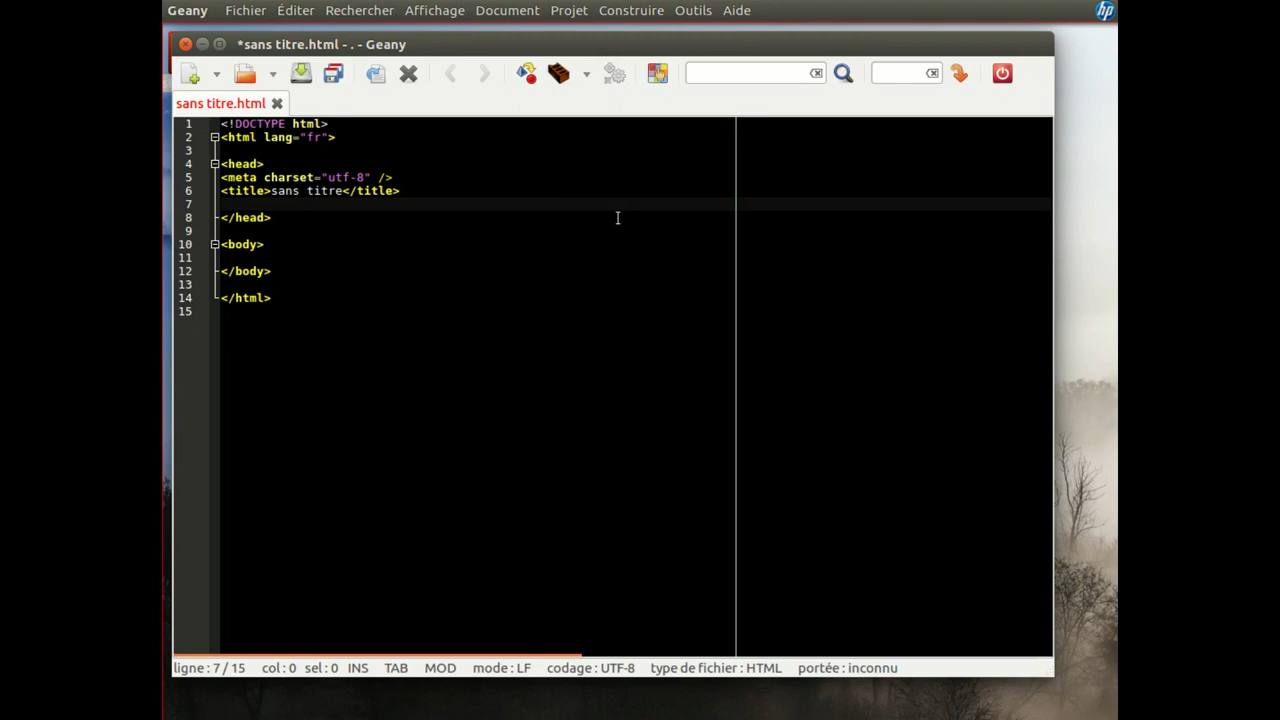 Geany Fichier Éditer Rechercher Affichage Document Projet Construire Outils Aide
hp
*sans titre.html - . - Geany
sans titre.html
1 <!DOCTYPE html>
2 <html lang="fr">
3
4 <head>
5 <meta charset="utf-8" />
6 <title>sans titre</title>
7
8 </head>
9
10 <body>
11
12 </body>
13
14 </html>
15
ligne : 7 / 15 col : 0 sel : 0 INS TAB MOD mode : LF codage : UTF-8 type de fichier : HTML portée : inconnu